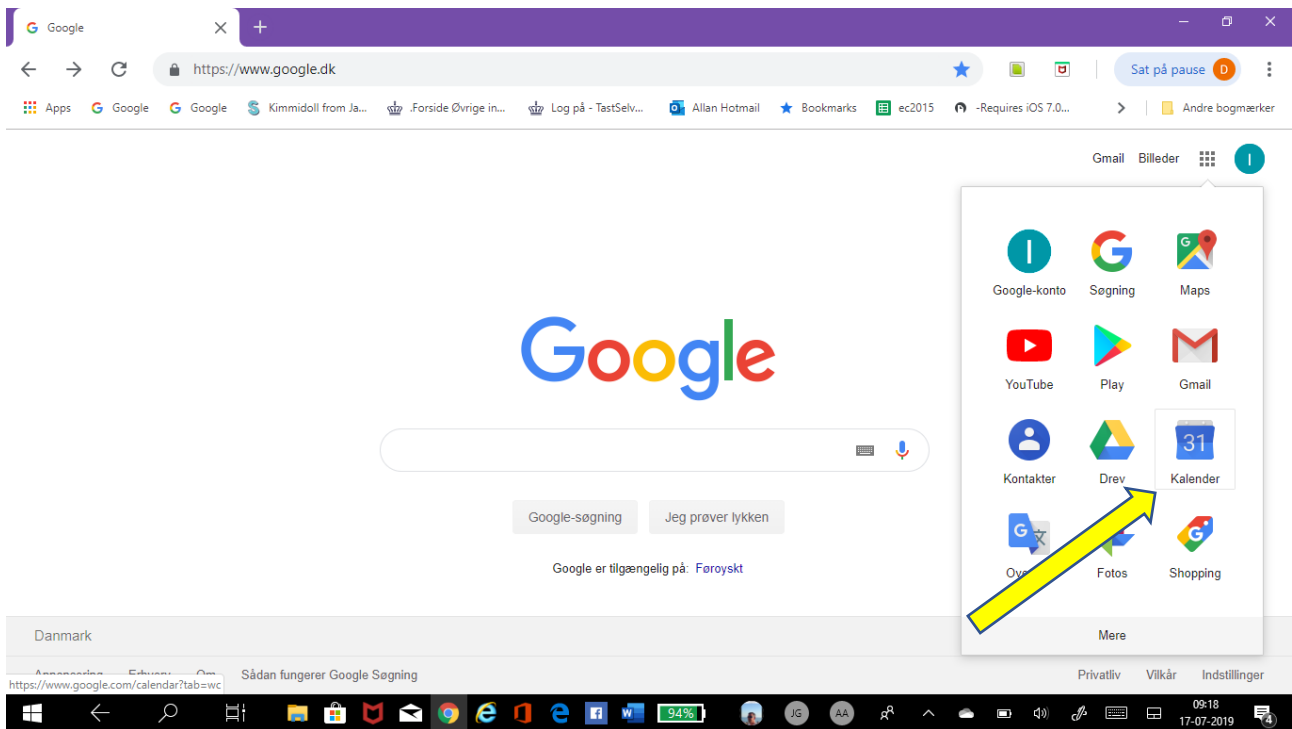 Google
https://www.google.dk
Sat på pause D
Apps Google Google Kimmidoll from Ja... .Forside Øvrige in... Log på - TastSelv... Allan Hotmail Bookmarks ec2015 -Requires iOS 7.0... Andre bogmærker
Gmail Billeder I
I G
Google-konto Søgning Maps
YouTube Play Gmail
31
Kontakter Drev Kalender
G 文
Fotos Shopping
Mere
Google
Google-søgning Jeg prøver lykken
Google er tilgængelig på: Føroyskt
Danmark
Sådan fungerer Google Søgning
Privatliv Vilkår Indstillinger
https://www.google.com/calendar?tab=wc
94% JG AA
09:18
17-07-2019
4